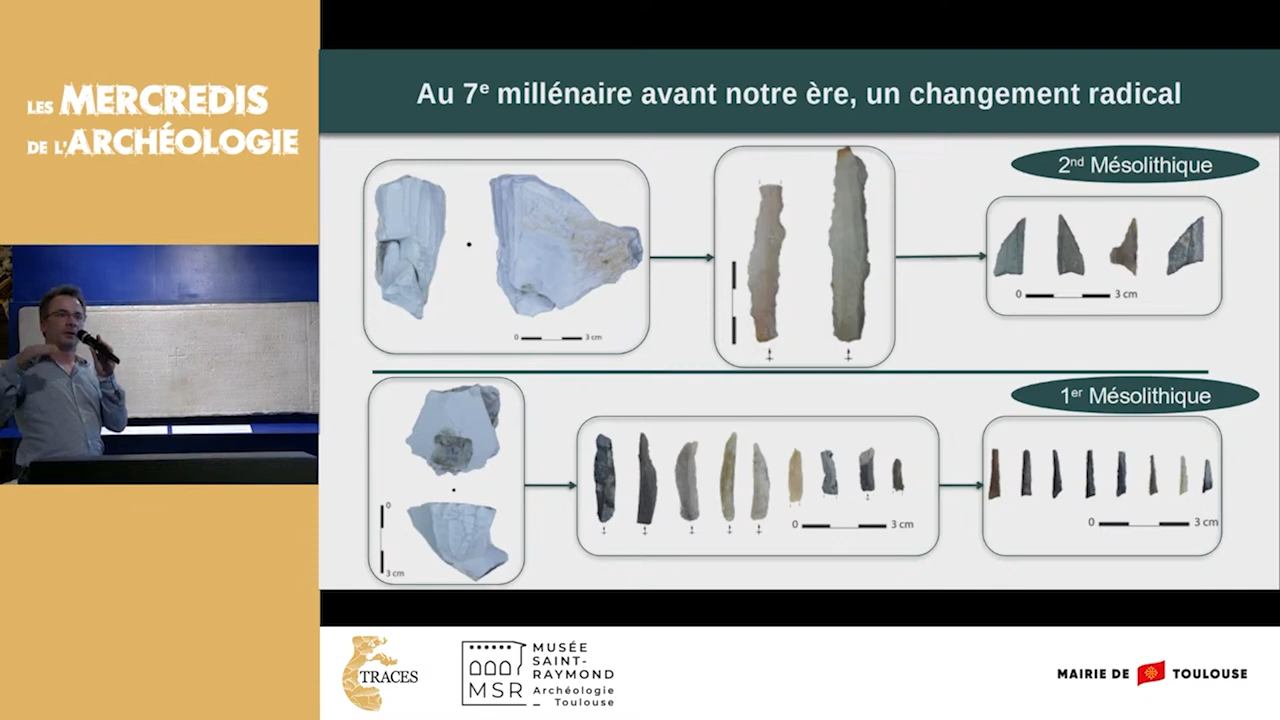 LES MERCREDIS
DE L'ARCHÉOLOGIE
Au 7e millénaire avant notre ère, un changement radical
2nd Mésolithique
0 3 cm
0 3 cm
1er Mésolithique
0
3 cm
0 3 cm
0 3 cm
TRACES
MSR
MUSÉE
SAINT-
RAYMOND
Archéologie
Toulouse
MAIRIE DE TOULOUSE